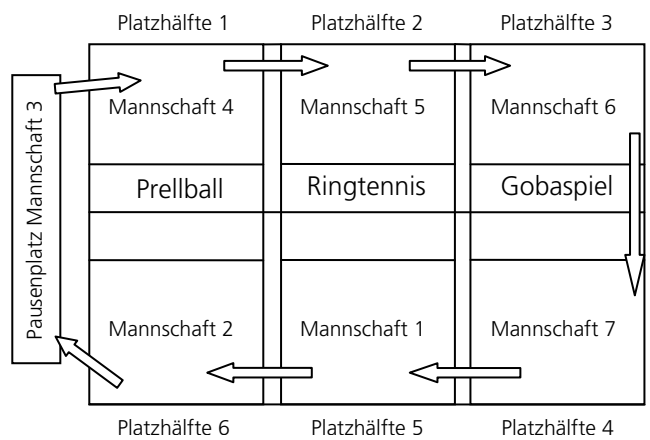 Platzhälfte 1 Platzhälfte 2 Platzhälfte 3
Pausenplatz Mannschaft 3
Mannschaft 4 Mannschaft 5 Mannschaft 6
Prellball Ringtennis Gobaspiel
Mannschaft 2 Mannschaft 1 Mannschaft 7
Platzhälfte 6 Platzhälfte 5 Platzhälfte 4